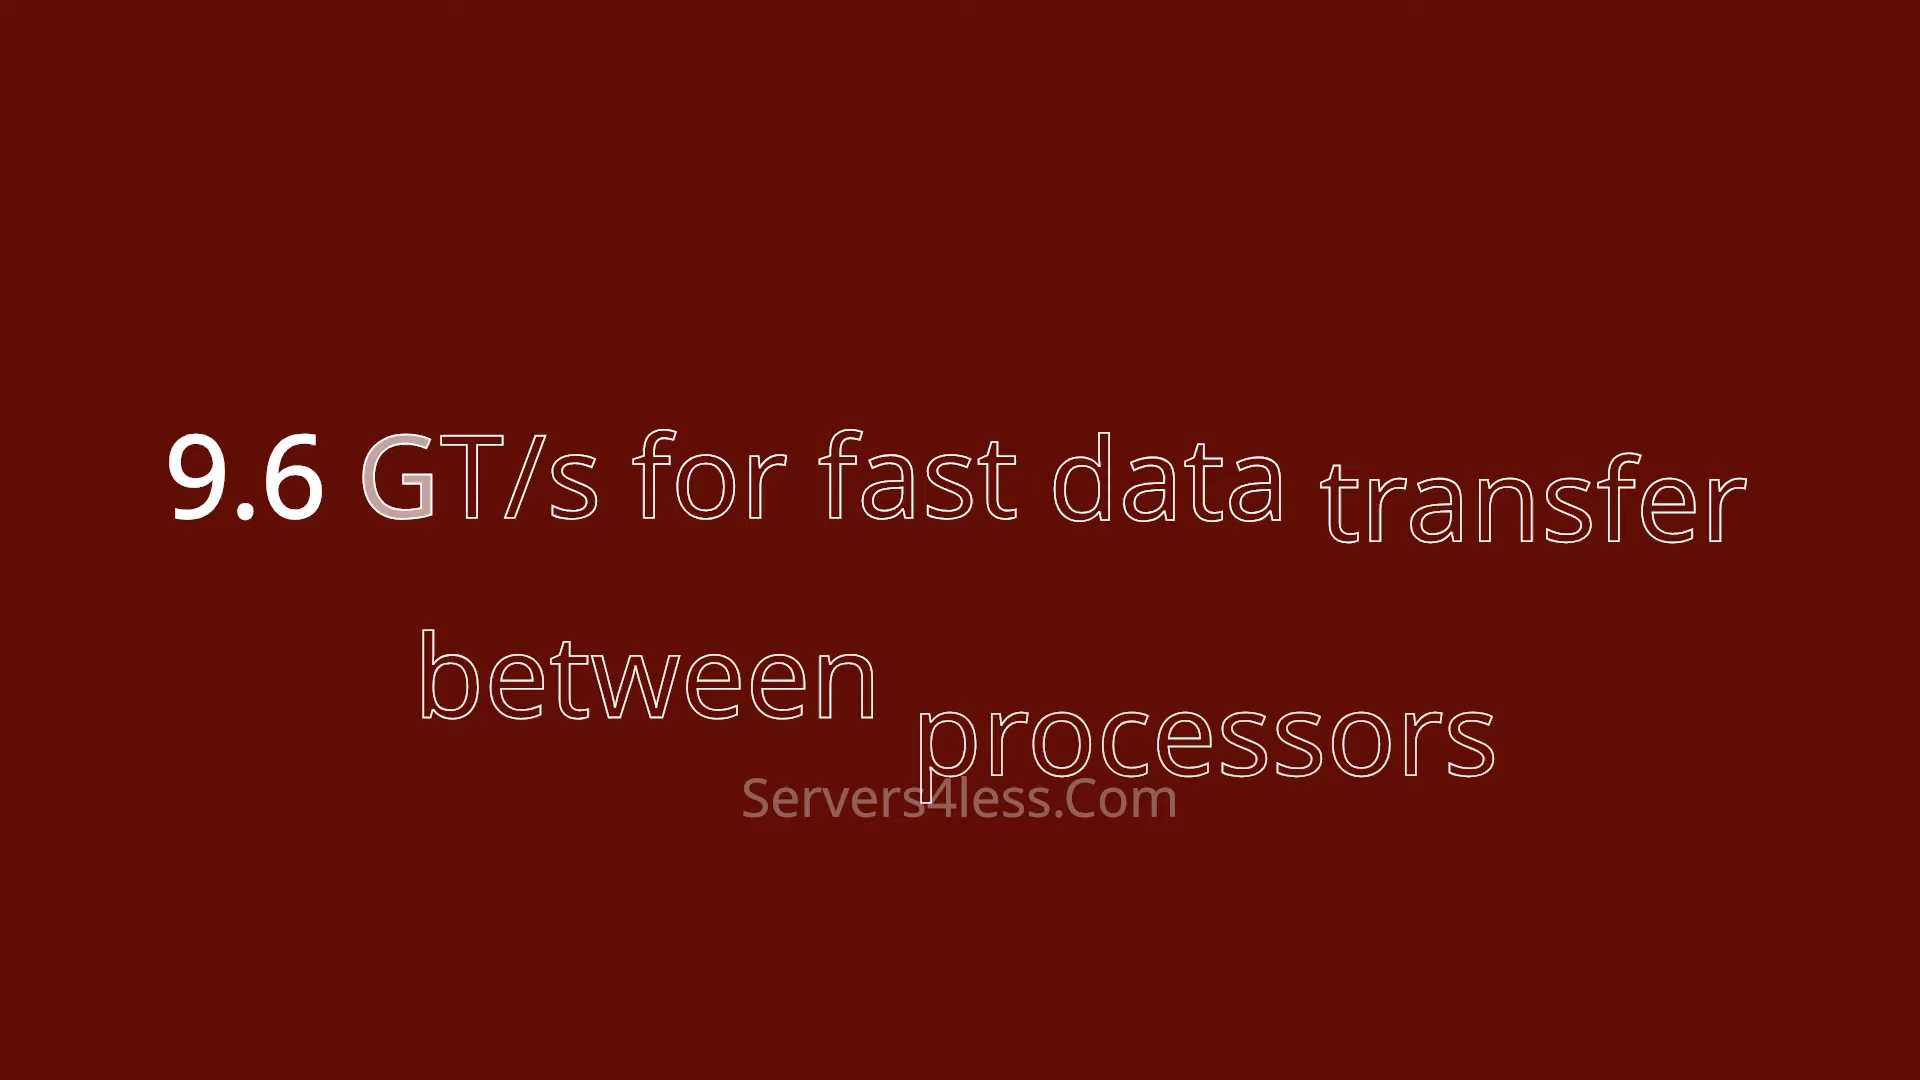 9.6 GT/s for fast data transfer
between processors
Servers4less.Com